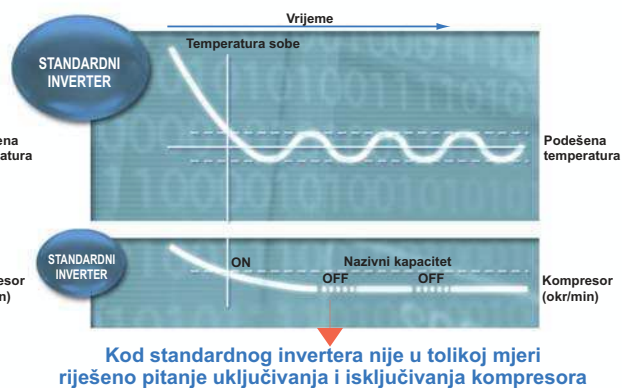 Vrijeme
Temperatura sobe
STANDARDNI
INVERTER
Podešena
temperatura
STANDARDNI
INVERTER
ON
Nazivni kapacitet
OFF
OFF
Kompresor
(okr/min)
Kod standardnog invertera nije u tolikoj mjeri
riješeno pitanje uključivanja i isključivanja kompresora